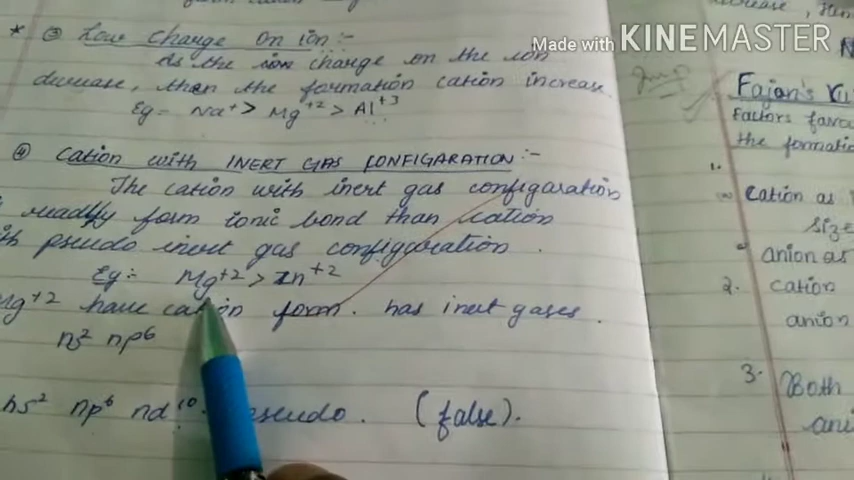 Made with KINEMASTER
* ③ Low Charge On ion :-
As the ion charge on the ion
decrease, then the formation cation increase.
Eg = Na+ > Mg+2 > Al+3
④ Cation with INERT GAS CONFIGARATION :-
The cation with inert gas configaration
readly form ionic bond than cation
pseudo inert gas configaration.
Eg:- Mg+2 > Zn+2
Mg+2 have cation form. has inert gases.
ns² np⁶
ns² np⁶ nd¹⁰ pseudo. (false).
Fajan's
Factors
the
1.
cation as
size
anion as
2. cation
anion
3. Both